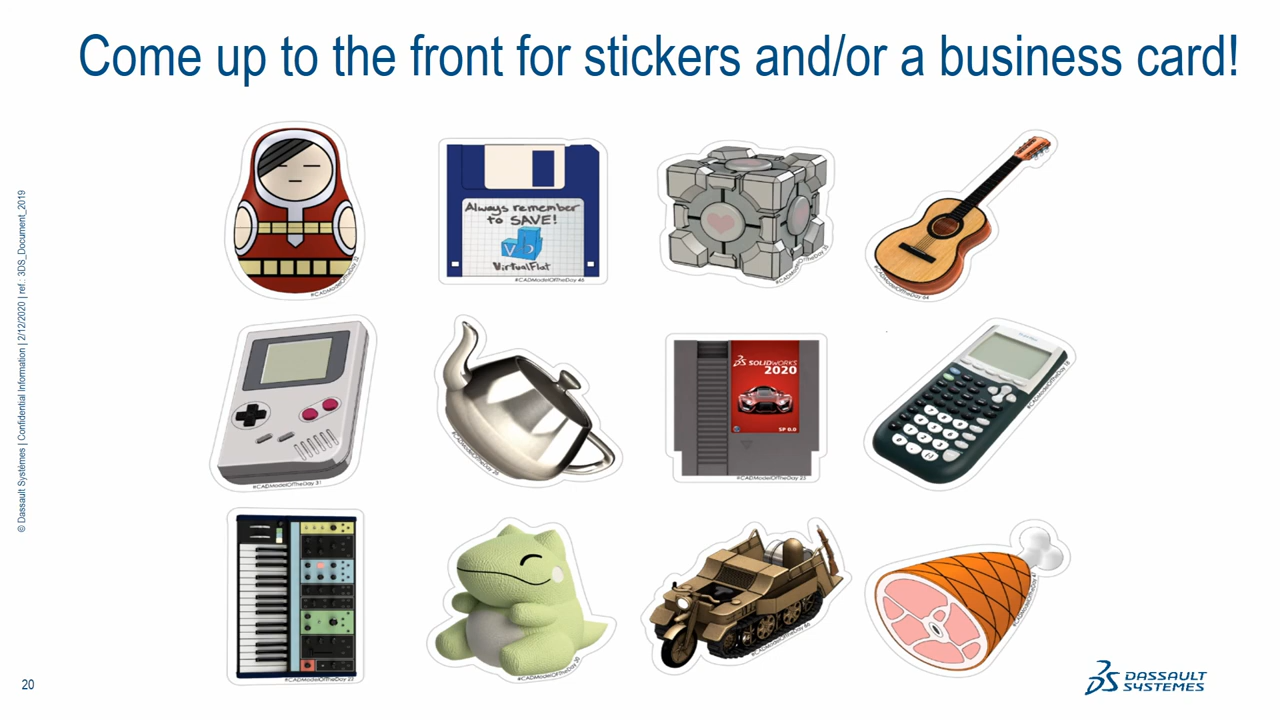 Come up to the front for stickers and/or a business card!
Always remember
to SAVE!
VirtualFlat
#CADModelOfTheDay 46
#CADModelOfTheDay 64
#CADModelOfTheDay 31
SOLIDWORKS
2020
SP 0.0
#CADModelOfTheDay 23
© Dassault Systèmes | Confidential Information | 2/12/2020 | ref.: 3DS_Document_2019
20
DASSAULT
SYSTEMES